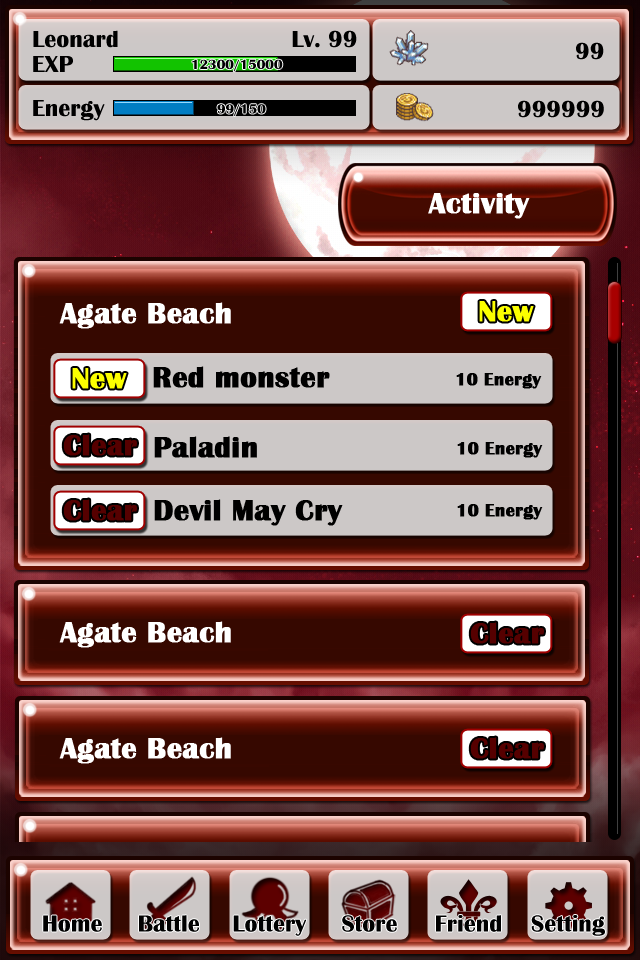 Leonard Lv. 99
EXP 12300/15000
99
Energy 99/150
999999
Activity
Agate Beach New
New Red monster 10 Energy
Clear Paladin 10 Energy
Clear Devil May Cry 10 Energy
Agate Beach Clear
Agate Beach Clear
Home Battle Lottery Store Friend Setting